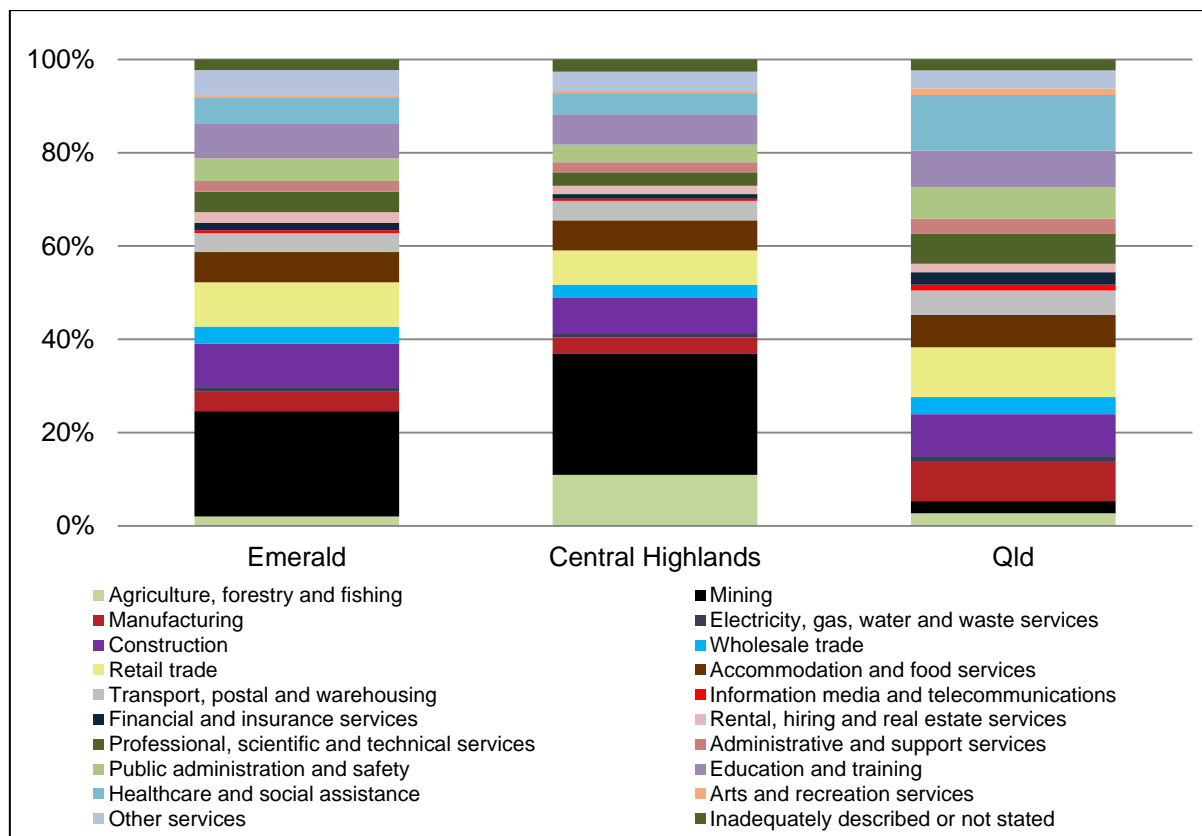 100%
80%
60%
40%
20%
0%
Emerald Central Highlands Qld
Agriculture, forestry and fishing Mining
Manufacturing Electricity, gas, water and waste services
Construction Wholesale trade
Retail trade Accommodation and food services
Transport, postal and warehousing Information media and telecommunications
Financial and insurance services Rental, hiring and real estate services
Professional, scientific and technical services Administrative and support services
Public administration and safety Education and training
Healthcare and social assistance Arts and recreation services
Other services Inadequately described or not stated